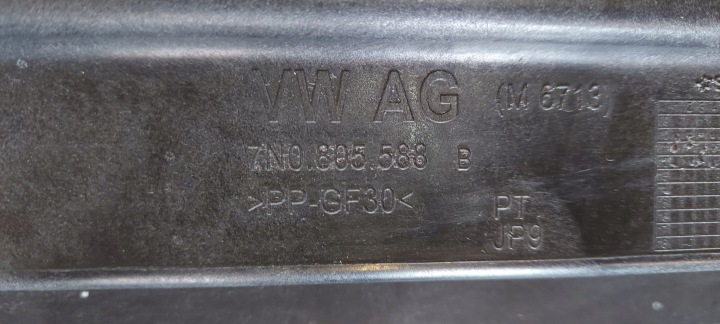 VW AG (M 6713)
7N0.805.588 B
>PP-GF30< PT
JP9